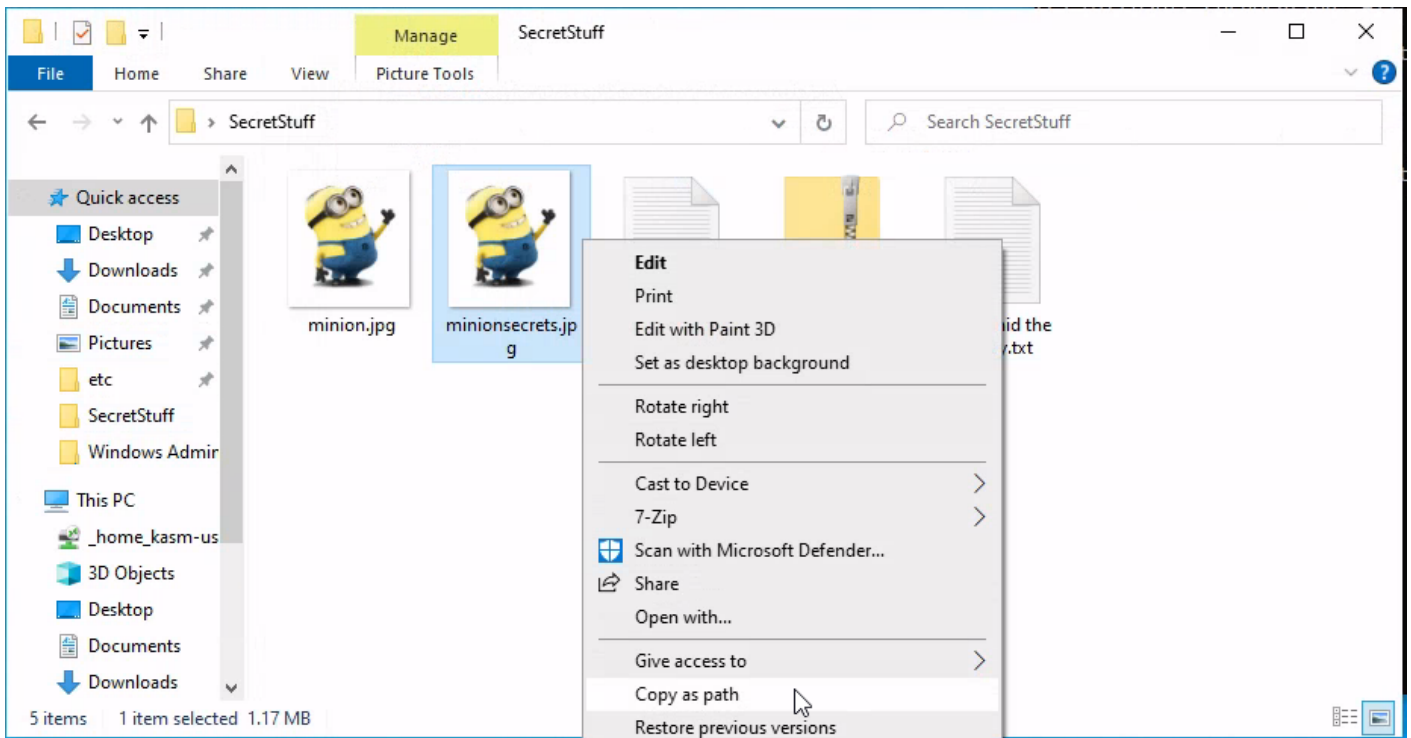 Manage
SecretStuff
File
Home
Share
View
Picture Tools
SecretStuff
Search SecretStuff
Quick access
Desktop
Downloads
Documents
Pictures
etc
SecretStuff
Windows Admin
This PC
_home_kasm-us
3D Objects
Desktop
Documents
Downloads
minion.jpg
minionsecrets.jp
g
the
.txt
Edit
Print
Edit with Paint 3D
Set as desktop background
Rotate right
Rotate left
Cast to Device
7-Zip
Scan with Microsoft Defender...
Share
Open with...
Give access to
Copy as path
Restore previous versions
5 items
1 item selected 1.17 MB